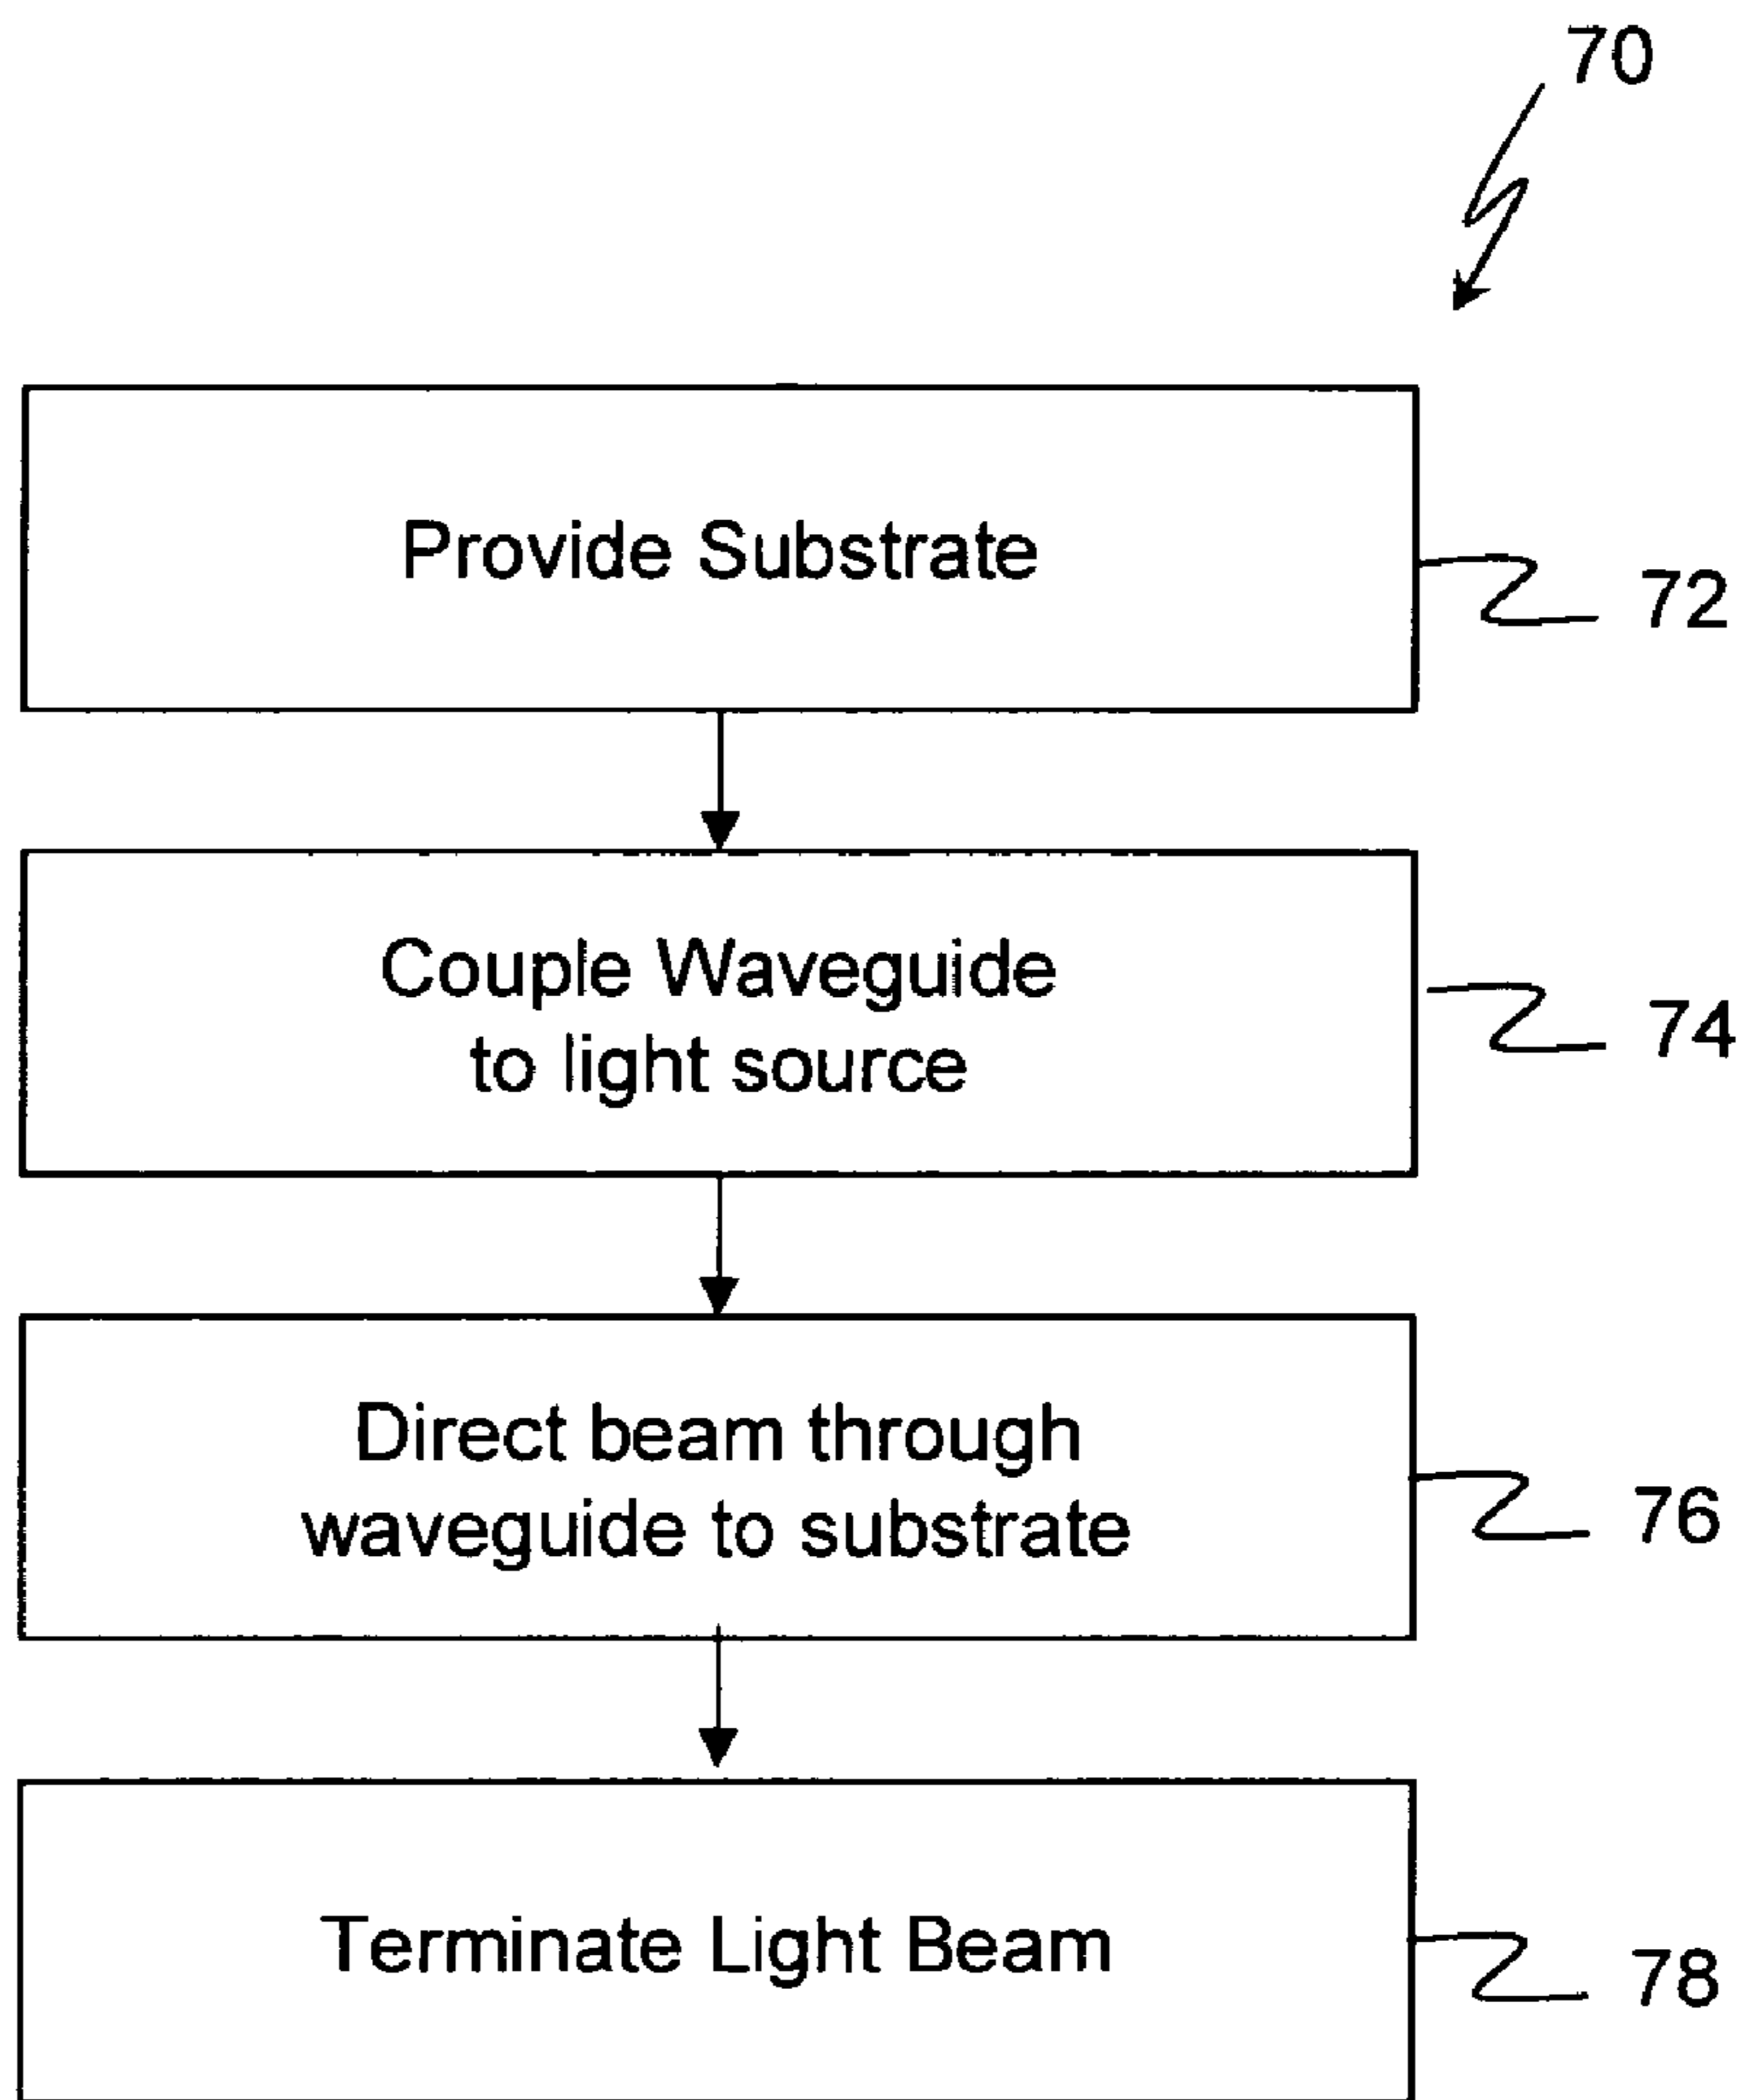 70
Provide Substrate
72
Couple Waveguide
to light source
74
Direct beam through
waveguide to substrate
76
Terminate Light Beam
78